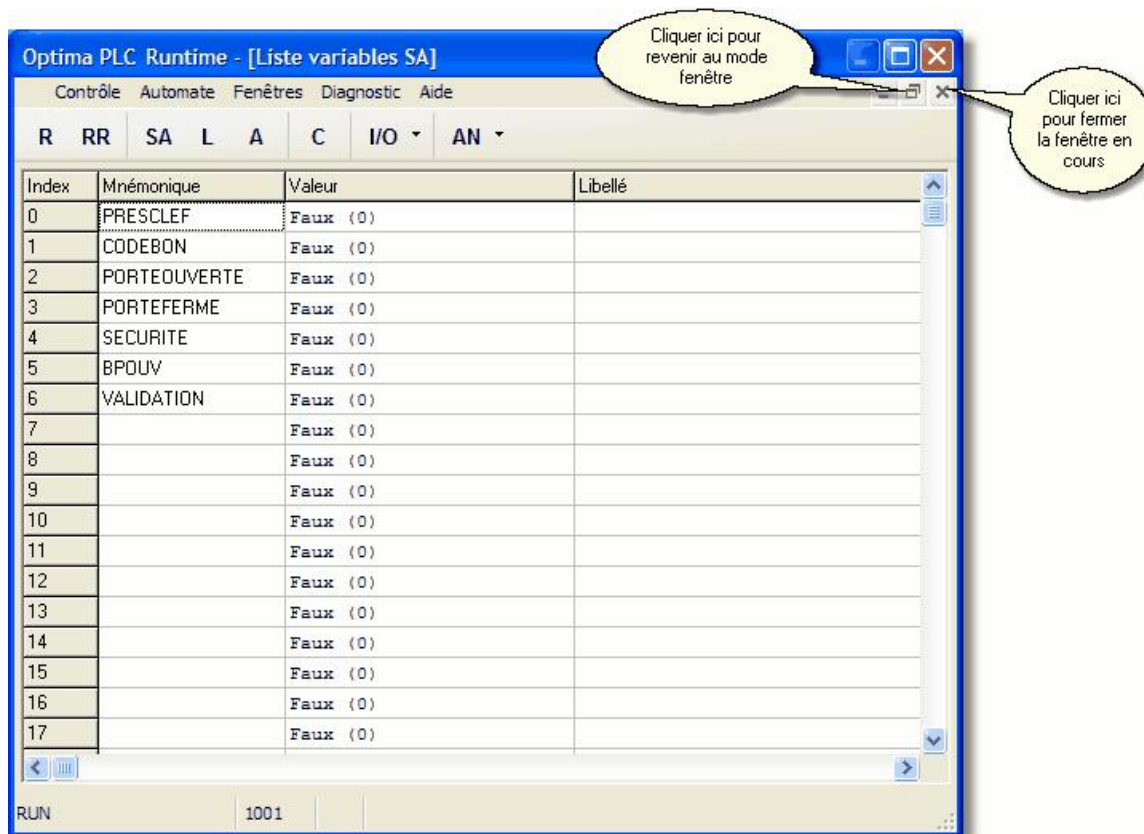 Cliquer ici pour
revenir au mode
fenêtre
Optima PLC Runtime - [Liste variables SA]
Contrôle Automate Fenêtres Diagnostic Aide
Cliquer ici
pour fermer
la fenêtre en
cours
R RR SA L A C I/O AN
Index Mnémonique Valeur Libellé
0 PRESCLEF Faux (0)
1 CODEBON Faux (0)
2 PORTEOUVERTE Faux (0)
3 PORTEFERME Faux (0)
4 SECURITE Faux (0)
5 BPOUV Faux (0)
6 VALIDATION Faux (0)
7 Faux (0)
8 Faux (0)
9 Faux (0)
10 Faux (0)
11 Faux (0)
12 Faux (0)
13 Faux (0)
14 Faux (0)
15 Faux (0)
16 Faux (0)
17 Faux (0)
RUN 1001